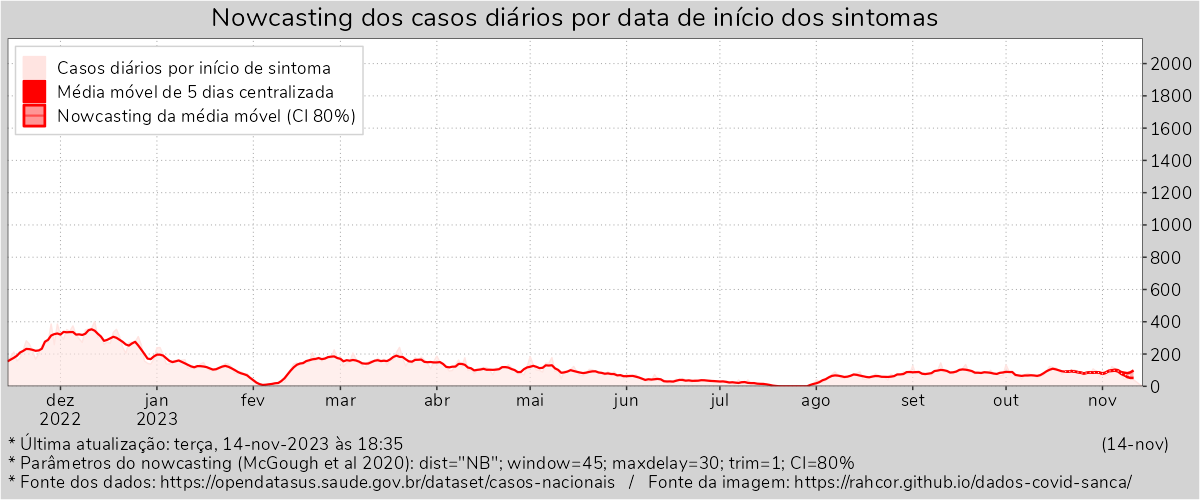 Nowcasting dos casos diários por data de início dos sintomas
Casos diários por início de sintoma
Média móvel de 5 dias centralizada
Nowcasting da média móvel (CI 80%)
2000
1800
1600
1400
1200
1000
800
600
400
200
0
dez jan fev mar abr mai jun jul ago set out nov
2022 2023
* Última atualização: terça, 14-nov-2023 às 18:35 (14-nov)
* Parâmetros do nowcasting (McGough et al 2020): dist="NB"; window=45; maxdelay=30; trim=1; CI=80%
* Fonte dos dados: https://opendatasus.saude.gov.br/dataset/casos-nacionais / Fonte da imagem: https://rahcor.github.io/dados-covid-sanca/